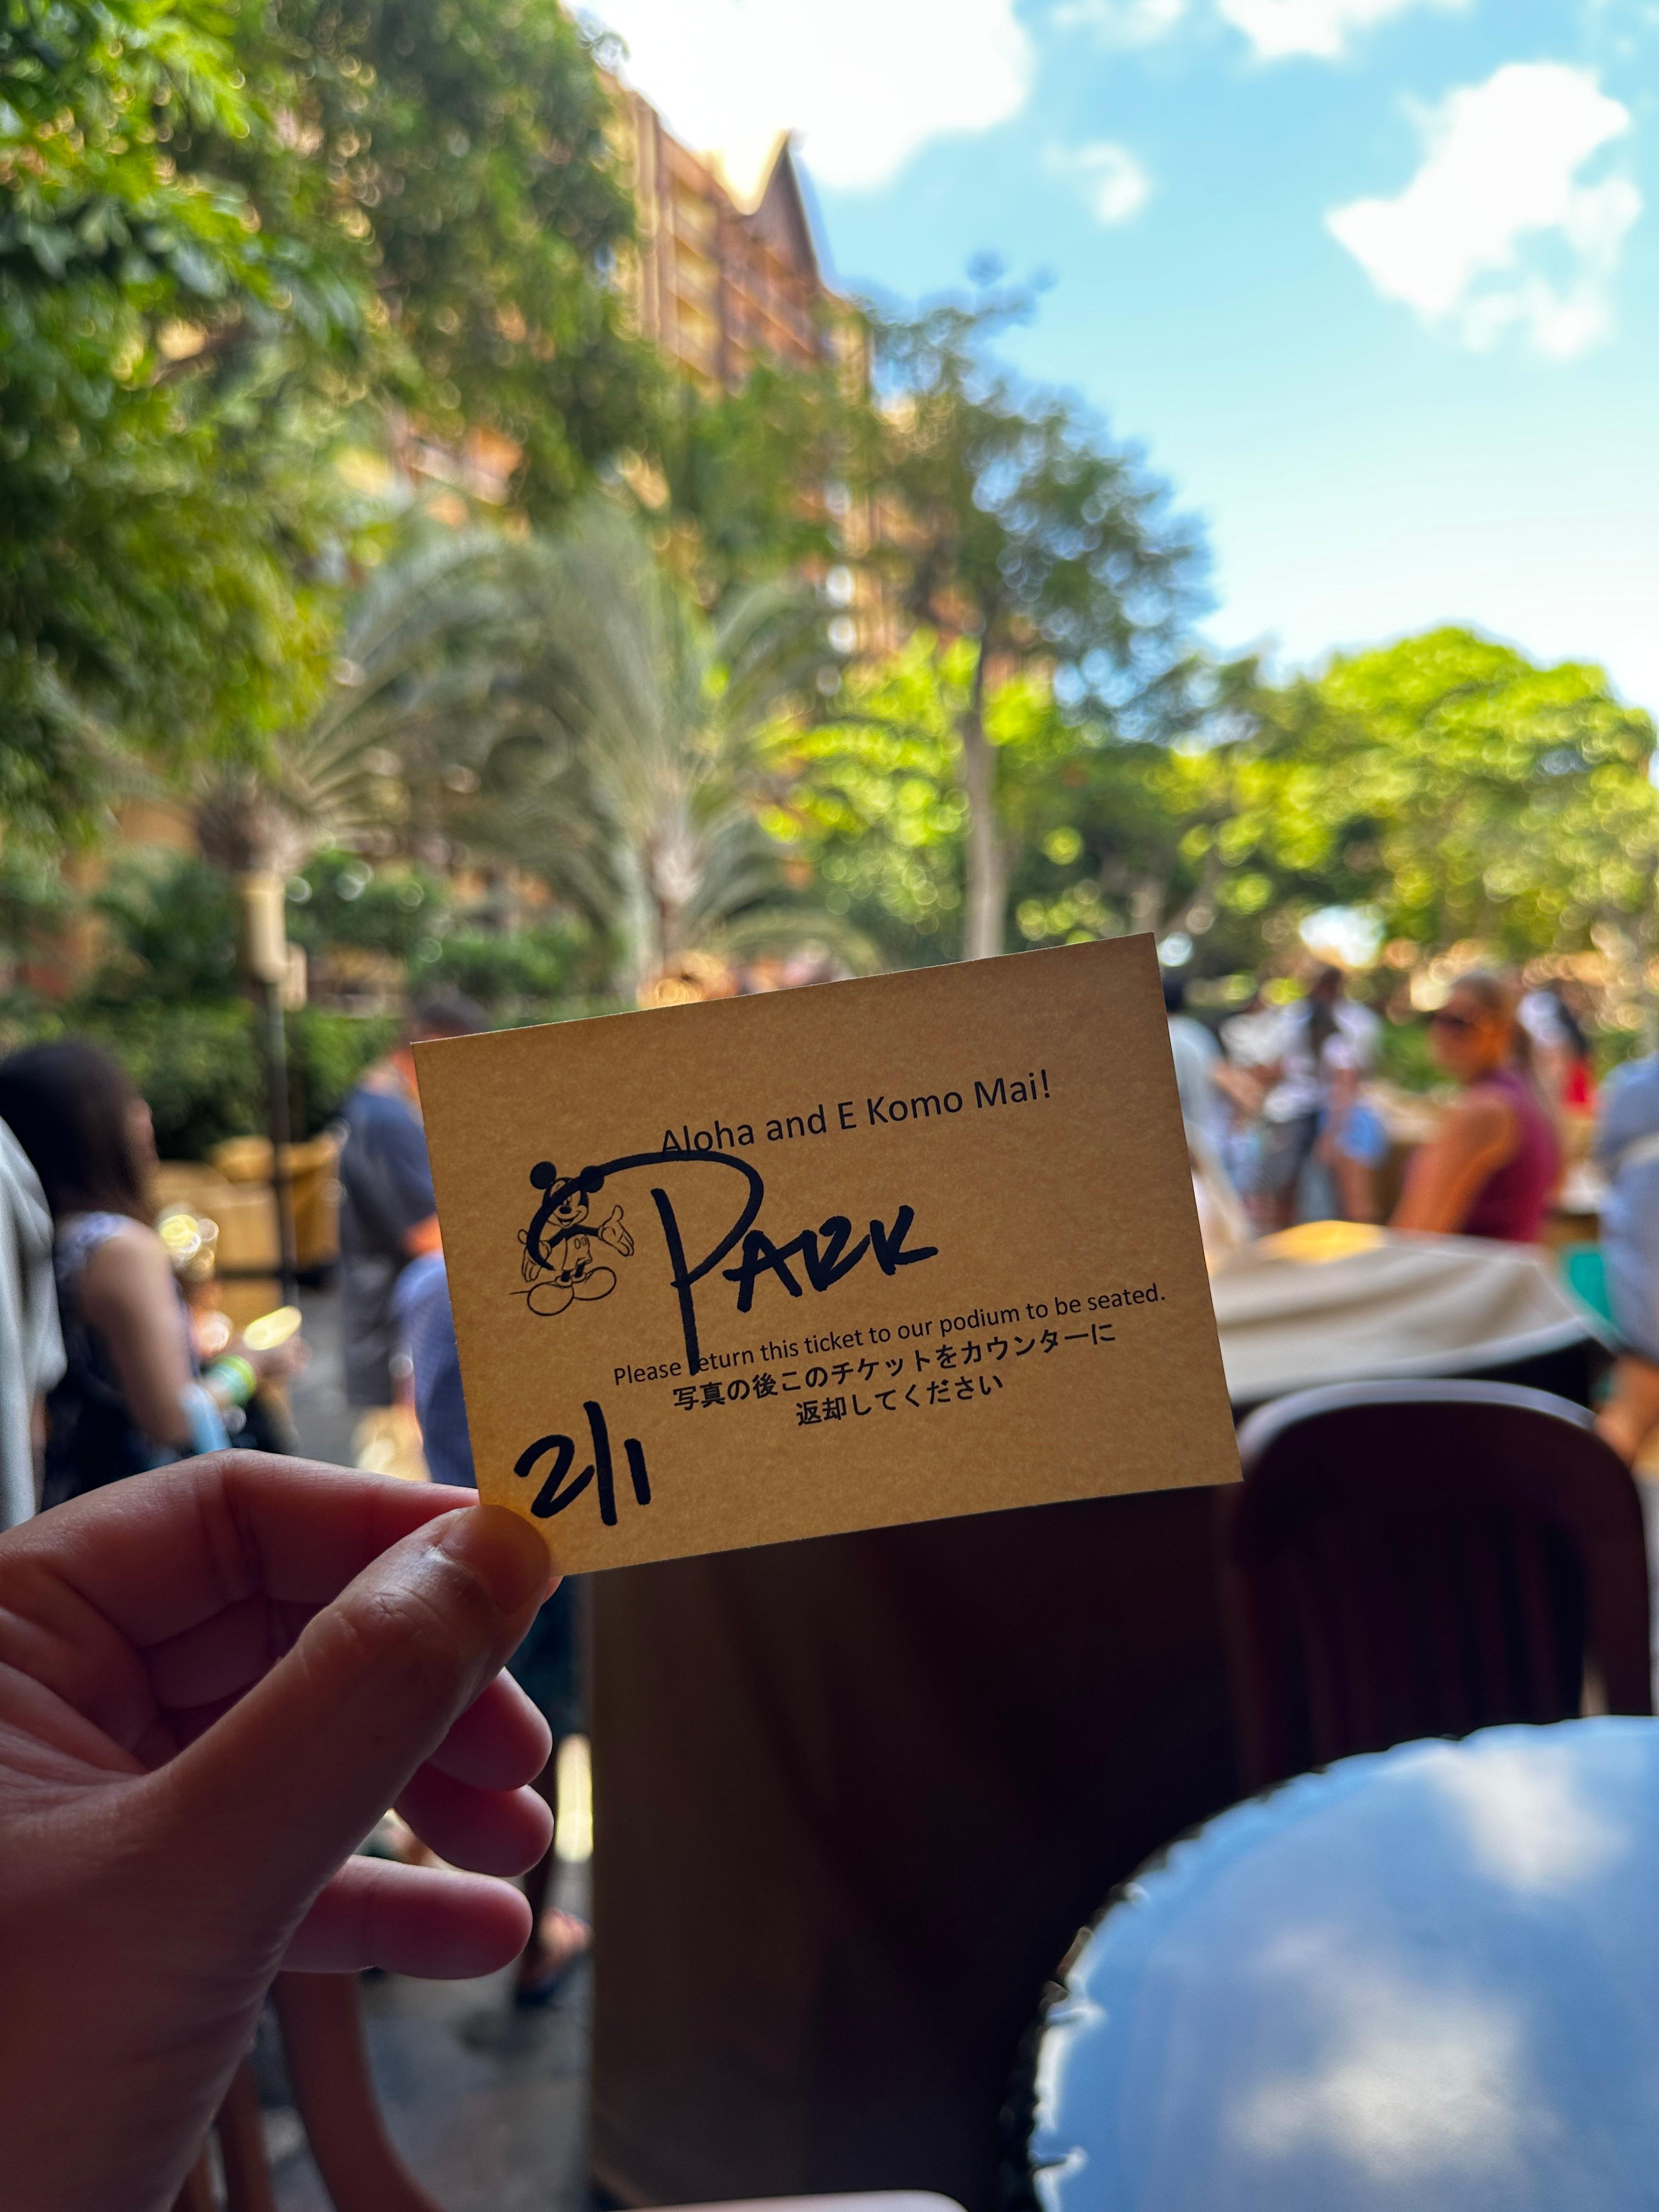 Aloha and E Komo Mai!
PARK
Please return this ticket to our podium to be seated.
写真の後このチケットをカウンターに
返却してください
2/1